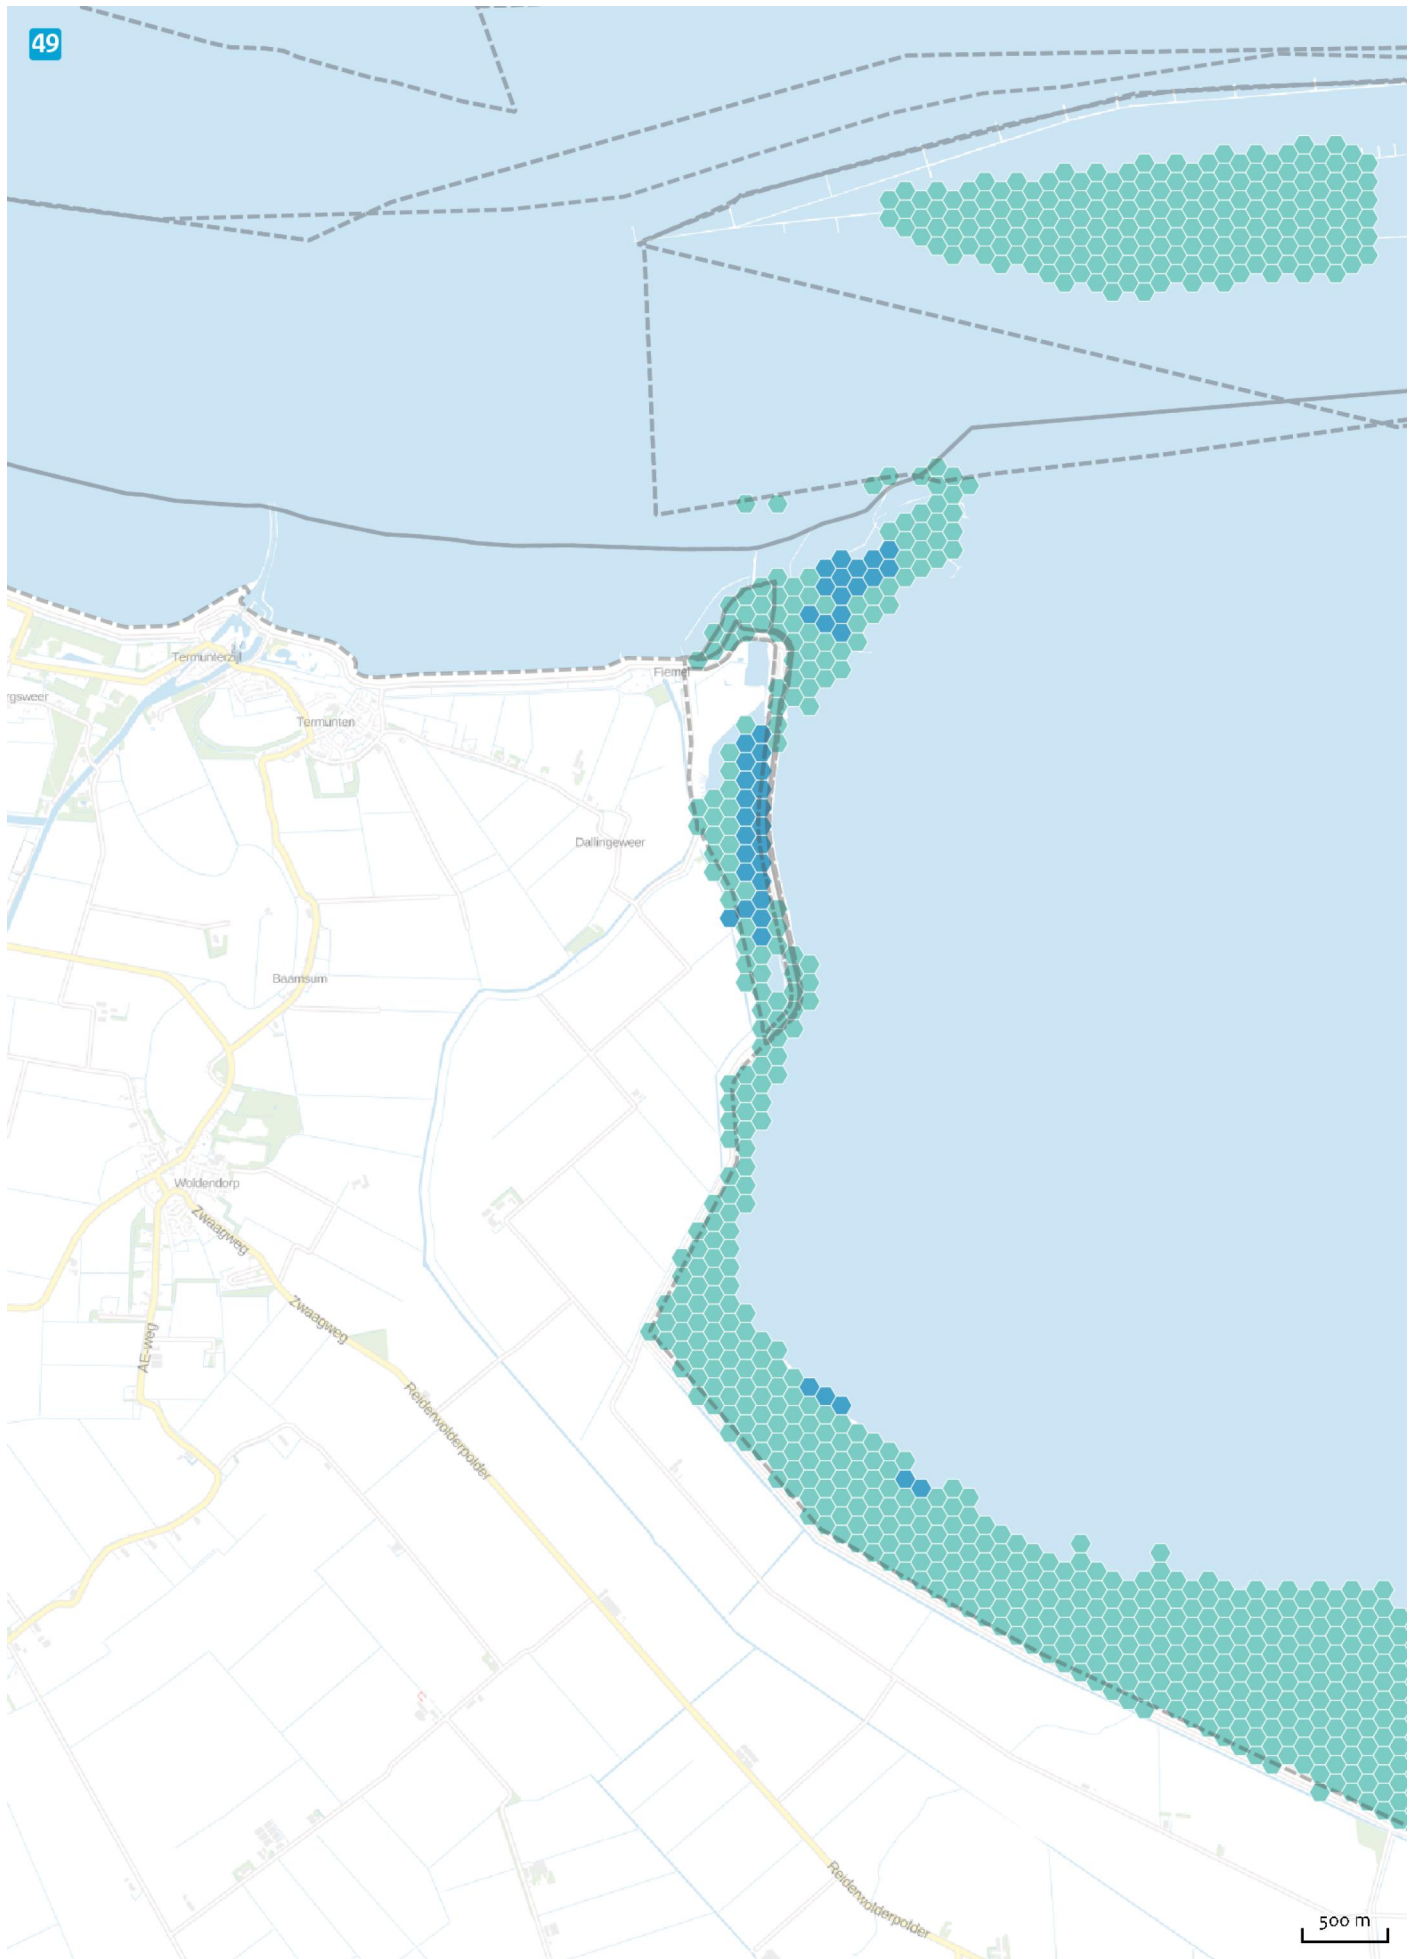 49
Termunterzijl
Fiemel
rgsweer
Termunten
Dallingeweer
Baamsum
Woldendorp
Zwaagweg
Zwaagweg
AE-weg
Reiderwolderpolder
Reiderwolderpolder
500 m